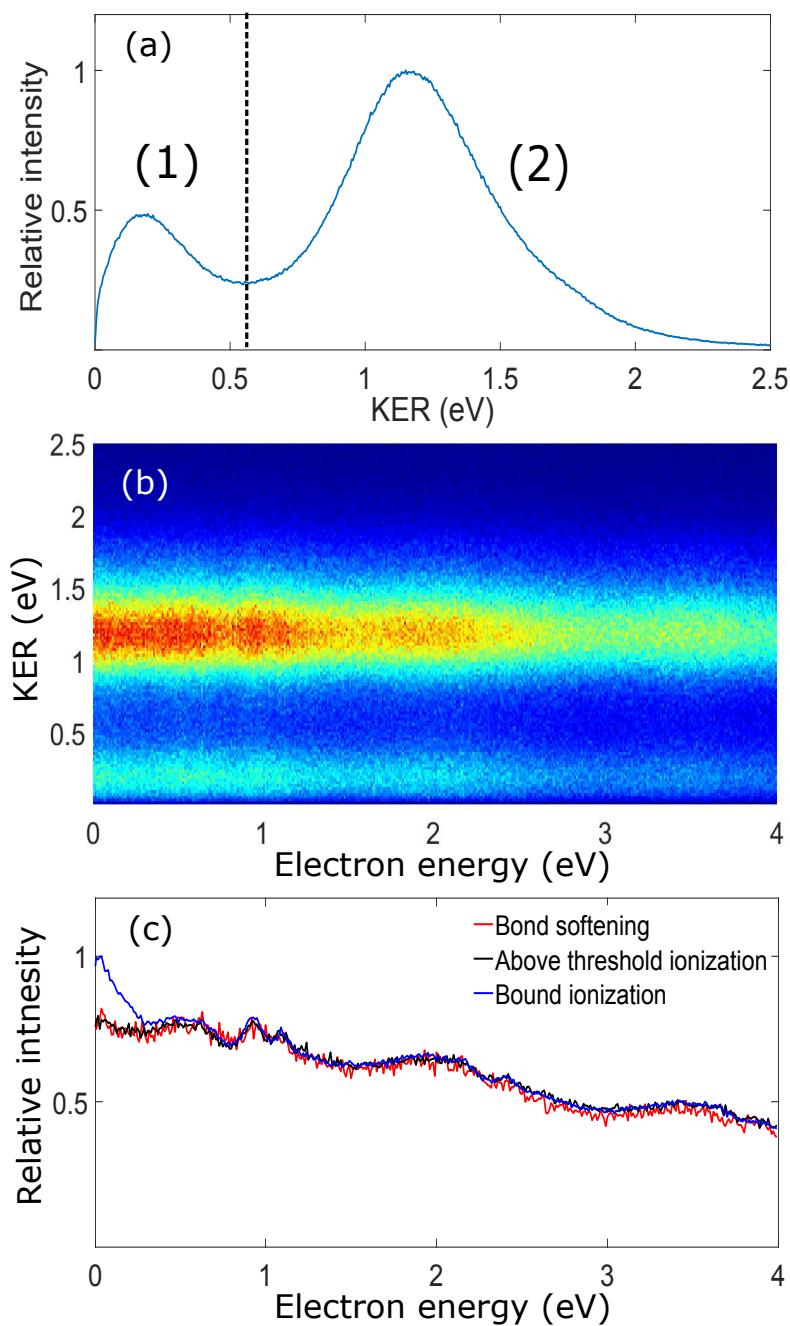 (a)
1
0.5
Relative intensity
(1)
(2)
0
0.5
1
1.5
2
2.5
KER (eV)
(b)
2.5
2
1.5
1
0.5
KER (eV)
0
1
2
3
4
Electron energy (eV)
(c)
Bond softening
Above threshold ionization
Bound ionization
1
0.5
Relative intnesity
0
1
2
3
4
Electron energy (eV)